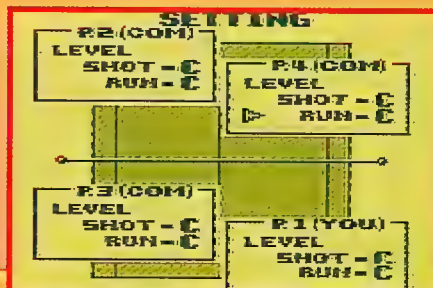 SETTING
P.2 (COM)
LEVEL
SHOT - C
RUN - C
P.4 (COM)
LEVEL
SHOT - C
RUN - C
P.3 (COM)
LEVEL
SHOT - C
RUN - C
P.1 (YOU)
LEVEL
SHOT - C
RUN - C